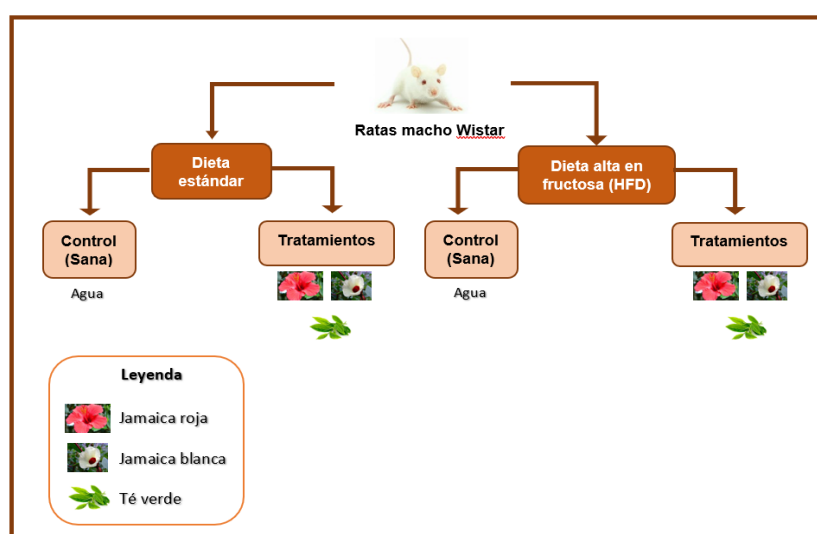 Ratas macho Wistar
Dieta
estándar
Dieta alta en
fructosa (HFD)
Control
(Sana)
Agua
Tratamientos
Control
(Sana)
Agua
Tratamientos
Leyenda
Jamaica roja
Jamaica blanca
Té verde